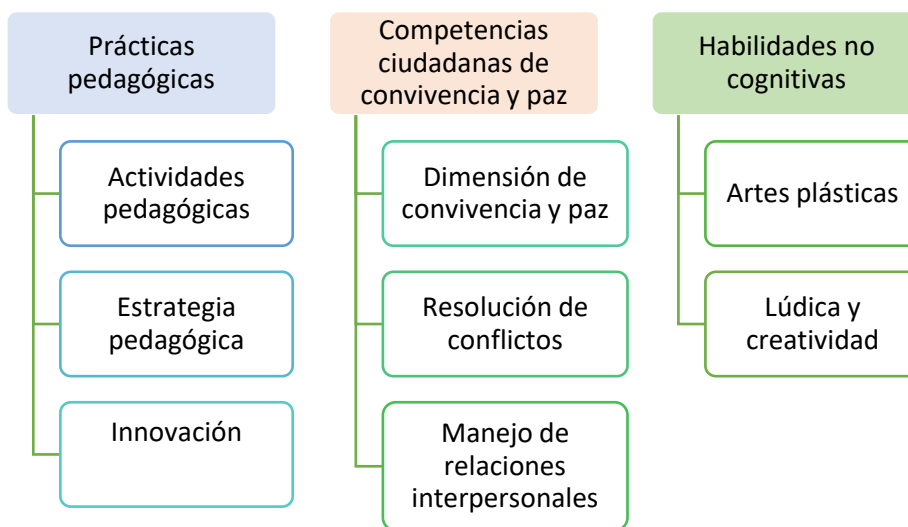 Prácticas
pedagógicas
Actividades
pedagógicas
Estrategia
pedagógica
Innovación
Competencias
ciudadanas de
convivencia y paz
Dimensión de
convivencia y paz
Resolución de
conflictos
Manejo de
relaciones
interpersonales
Habilidades no
cognitivas
Artes plásticas
Lúdica y
creatividad